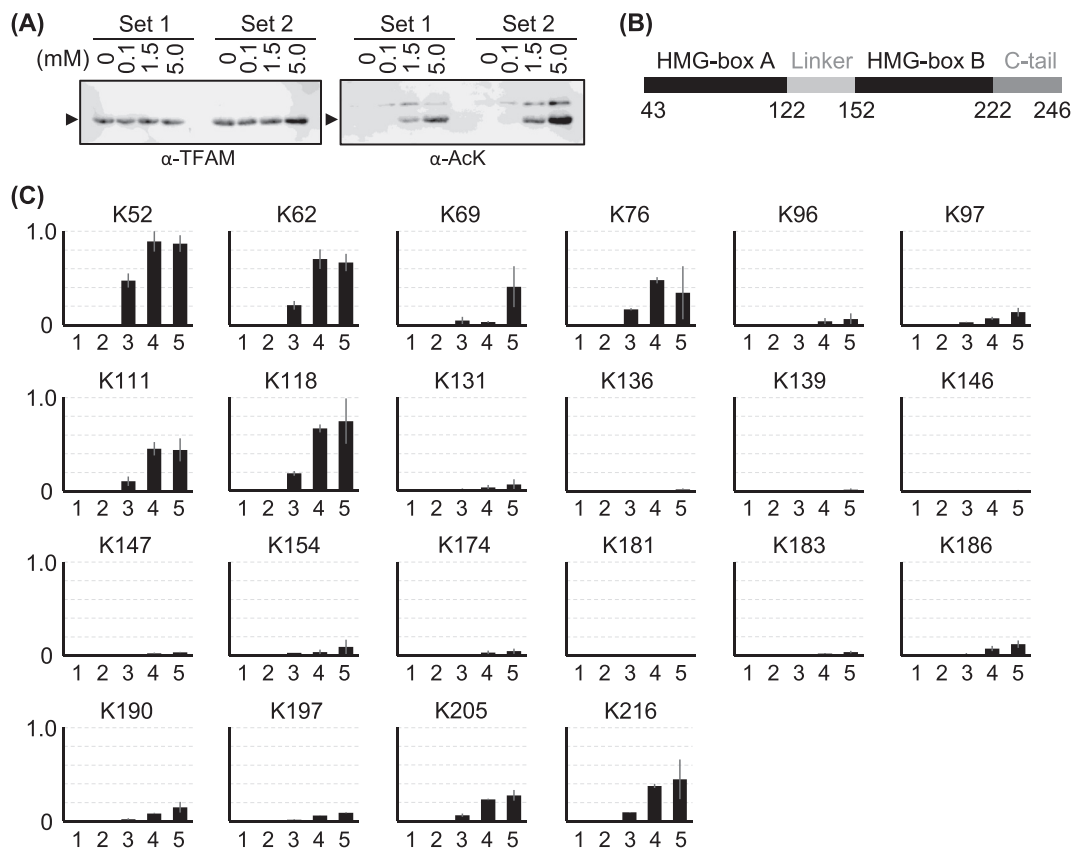 (A)
Set 1 Set 2 Set 1 Set 2
(mM) 0 0.1 1.5 5.0 0 0.1 1.5 5.0 0 0.1 1.5 5.0 0 0.1 1.5 5.0
α-TFAM α-AcK
(B)
HMG-box A Linker HMG-box B C-tail
43 122 152 222 246
(C)
K52 K62 K69 K76 K96 K97
1.0
0
1 2 3 4 5 1 2 3 4 5 1 2 3 4 5 1 2 3 4 5 1 2 3 4 5 1 2 3 4 5
K111 K118 K131 K136 K139 K146
1.0
0
1 2 3 4 5 1 2 3 4 5 1 2 3 4 5 1 2 3 4 5 1 2 3 4 5 1 2 3 4 5
K147 K154 K174 K181 K183 K186
1.0
0
1 2 3 4 5 1 2 3 4 5 1 2 3 4 5 1 2 3 4 5 1 2 3 4 5 1 2 3 4 5
K190 K197 K205 K216
1.0
0
1 2 3 4 5 1 2 3 4 5 1 2 3 4 5 1 2 3 4 5